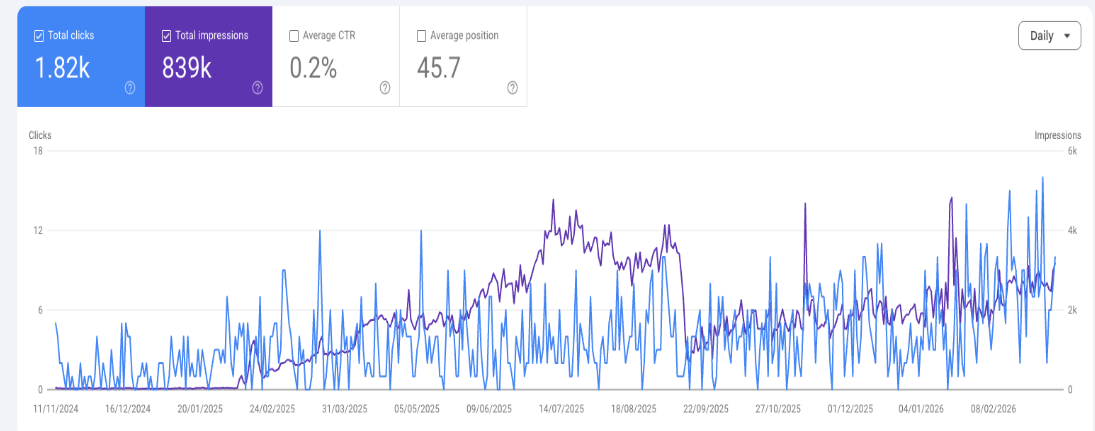 Total clicks Total impressions Average CTR Average position Daily
1.82k 839k 0.2% 45.7
Clicks Impressions
18 6k
12 4k
6 2k
0 0
11/11/2024 16/12/2024 20/01/2025 24/02/2025 31/03/2025 05/05/2025 09/06/2025 14/07/2025 18/08/2025 22/09/2025 27/10/2025 01/12/2025 04/01/2026 08/02/2026